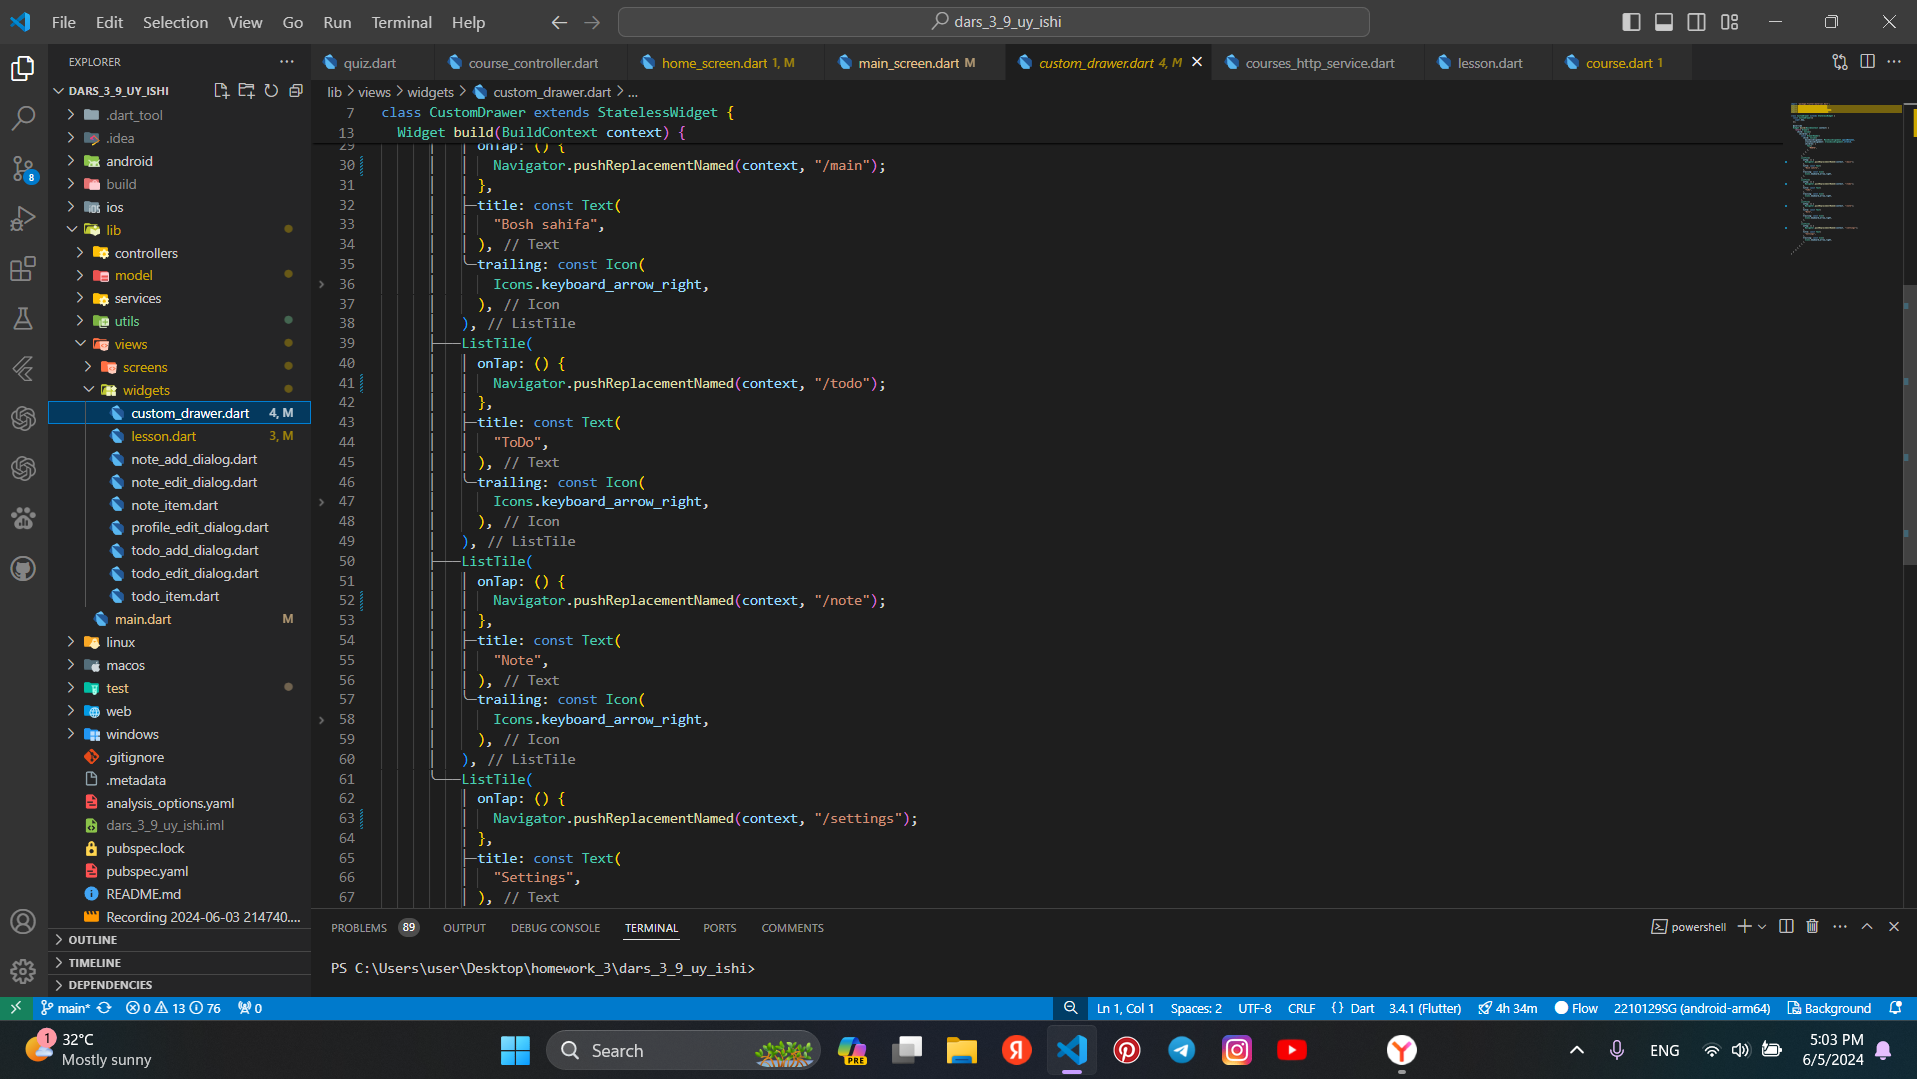 File Edit Selection View Go Run Terminal Help
dars_3_9_uy_ishi
EXPLORER
quiz.dart
course_controller.dart
home_screen.dart 1, M
main_screen.dart M
custom_drawer.dart 4, M
courses_http_service.dart
lesson.dart
course.dart 1
DARS_3_9_UY_ISHI
.dart_tool
.idea
android
build
ios
lib
controllers
model
services
utils
views
screens
widgets
custom_drawer.dart 4, M
lesson.dart 3, M
note_add_dialog.dart
note_edit_dialog.dart
note_item.dart
profile_edit_dialog.dart
todo_add_dialog.dart
todo_edit_dialog.dart
todo_item.dart
main.dart M
linux
macos
test
web
windows
.gitignore
.metadata
analysis_options.yaml
dars_3_9_uy_ishi.iml
pubspec.lock
pubspec.yaml
README.md
Recording 2024-06-03 214740....
OUTLINE
TIMELINE
DEPENDENCIES
8
lib > views > widgets > custom_drawer.dart > ...
7 class CustomDrawer extends StatelessWidget {
13 Widget build(BuildContext context) {
29 onTap: () {
30 Navigator.pushReplacementNamed(context, "/main");
31 },
32 title: const Text(
33 "Bosh sahifa",
34 ), // Text
35 trailing: const Icon(
36 Icons.keyboard_arrow_right,
37 ), // Icon
38 ), // ListTile
39 ListTile(
40 onTap: () {
41 Navigator.pushReplacementNamed(context, "/todo");
42 },
43 title: const Text(
44 "ToDo",
45 ), // Text
46 trailing: const Icon(
47 Icons.keyboard_arrow_right,
48 ), // Icon
49 ), // ListTile
50 ListTile(
51 onTap: () {
52 Navigator.pushReplacementNamed(context, "/note");
53 },
54 title: const Text(
55 "Note",
56 ), // Text
57 trailing: const Icon(
58 Icons.keyboard_arrow_right,
59 ), // Icon
60 ), // ListTile
61 ListTile(
62 onTap: () {
63 Navigator.pushReplacementNamed(context, "/settings");
64 },
65 title: const Text(
66 "Settings",
67 ), // Text
PROBLEMS 89 OUTPUT DEBUG CONSOLE TERMINAL PORTS COMMENTS
powershell
PS C:\Users\user\Desktop\homework_3\dars_3_9_uy_ishi>
main* 0 13 76 0
Ln 1, Col 1 Spaces: 2 UTF-8 CRLF { } Dart 3.4.1 (Flutter) 4h 34m Flow 2210129SG (android-arm64) Background
1
32°C
Mostly sunny
Search
PRE
Я
ENG
5:03 PM
6/5/2024